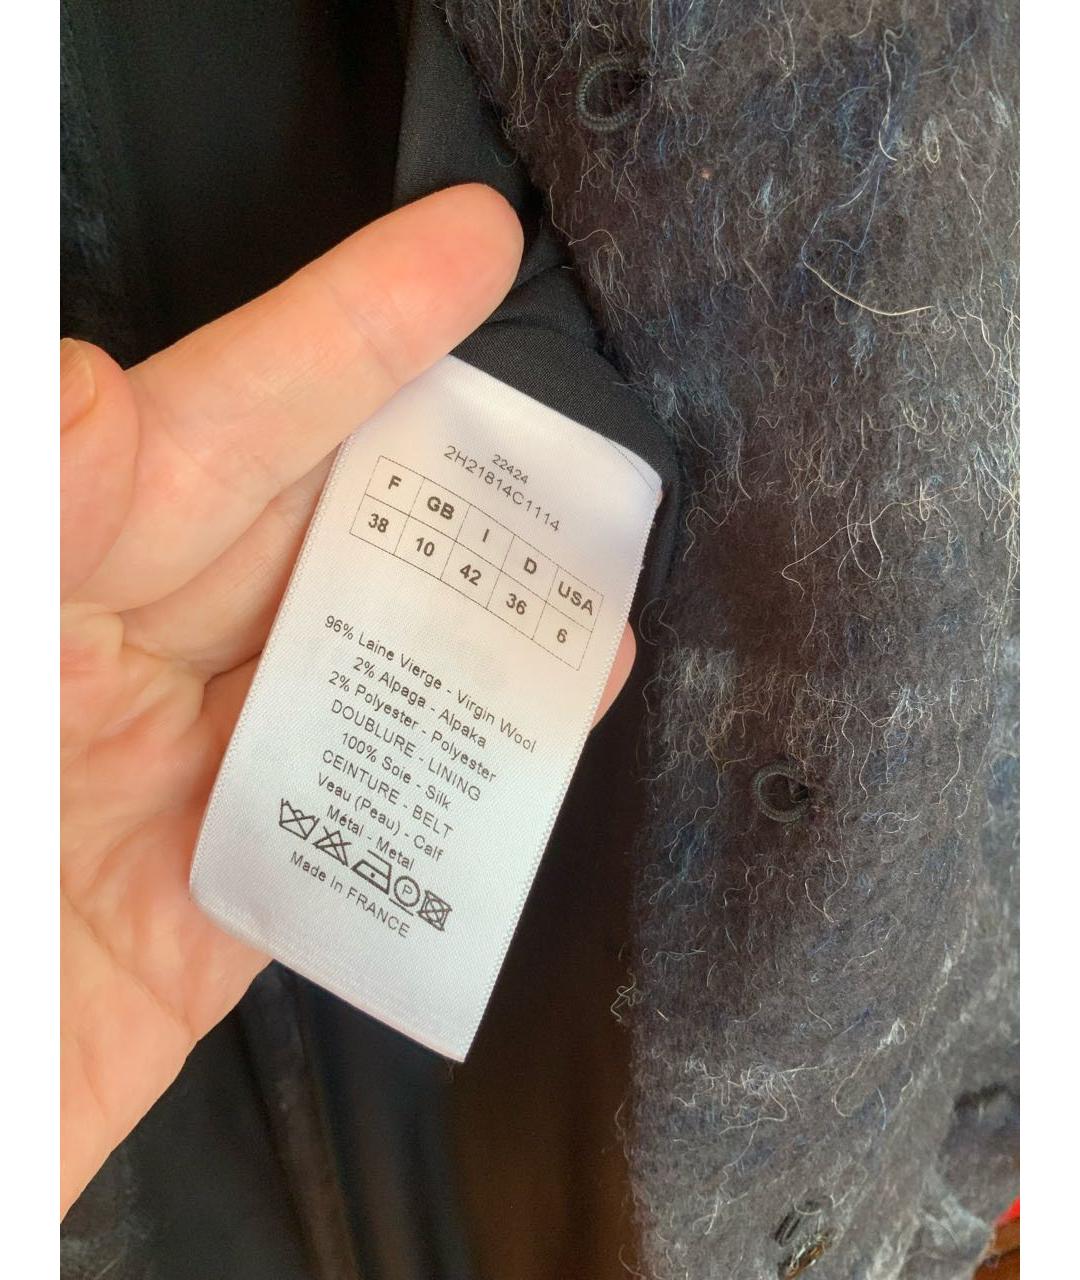 22424
2H21814C1114
F GB I D USA
38 10 42 36 6
96% Laine Vierge - Virgin Wool
2% Alpaga - Alpaka
2% Polyester - Polyester
DOUBLURE - LINING
100% Soie - Silk
CEINTURE - BELT
Veau (Peau) - Calf
Métal - Metal
P
Made in FRANCE